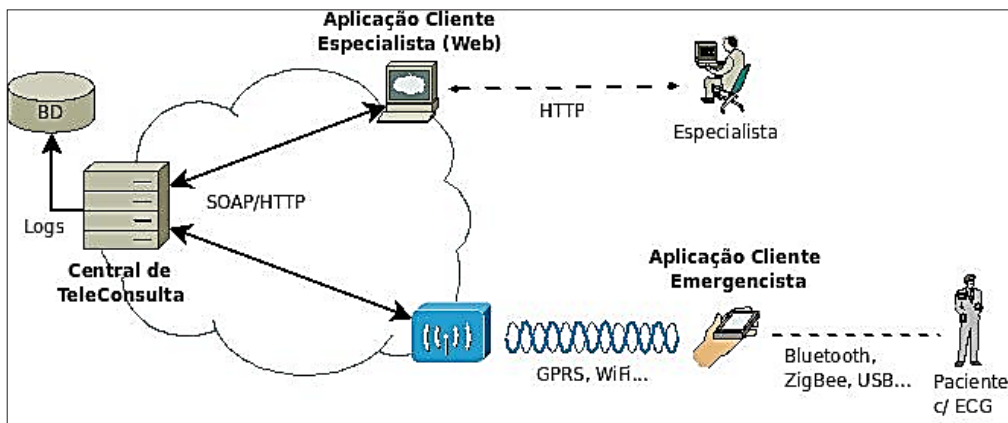 Aplicação Cliente
Especialista (Web)
BD
HTTP
Especialista
SOAP/HTTP
Logs
Central de
TeleConsulta
Aplicação Cliente
Emergencista
GPRS, WiFi...
Bluetooth,
ZigBee, USB...
Paciente
c/ ECG